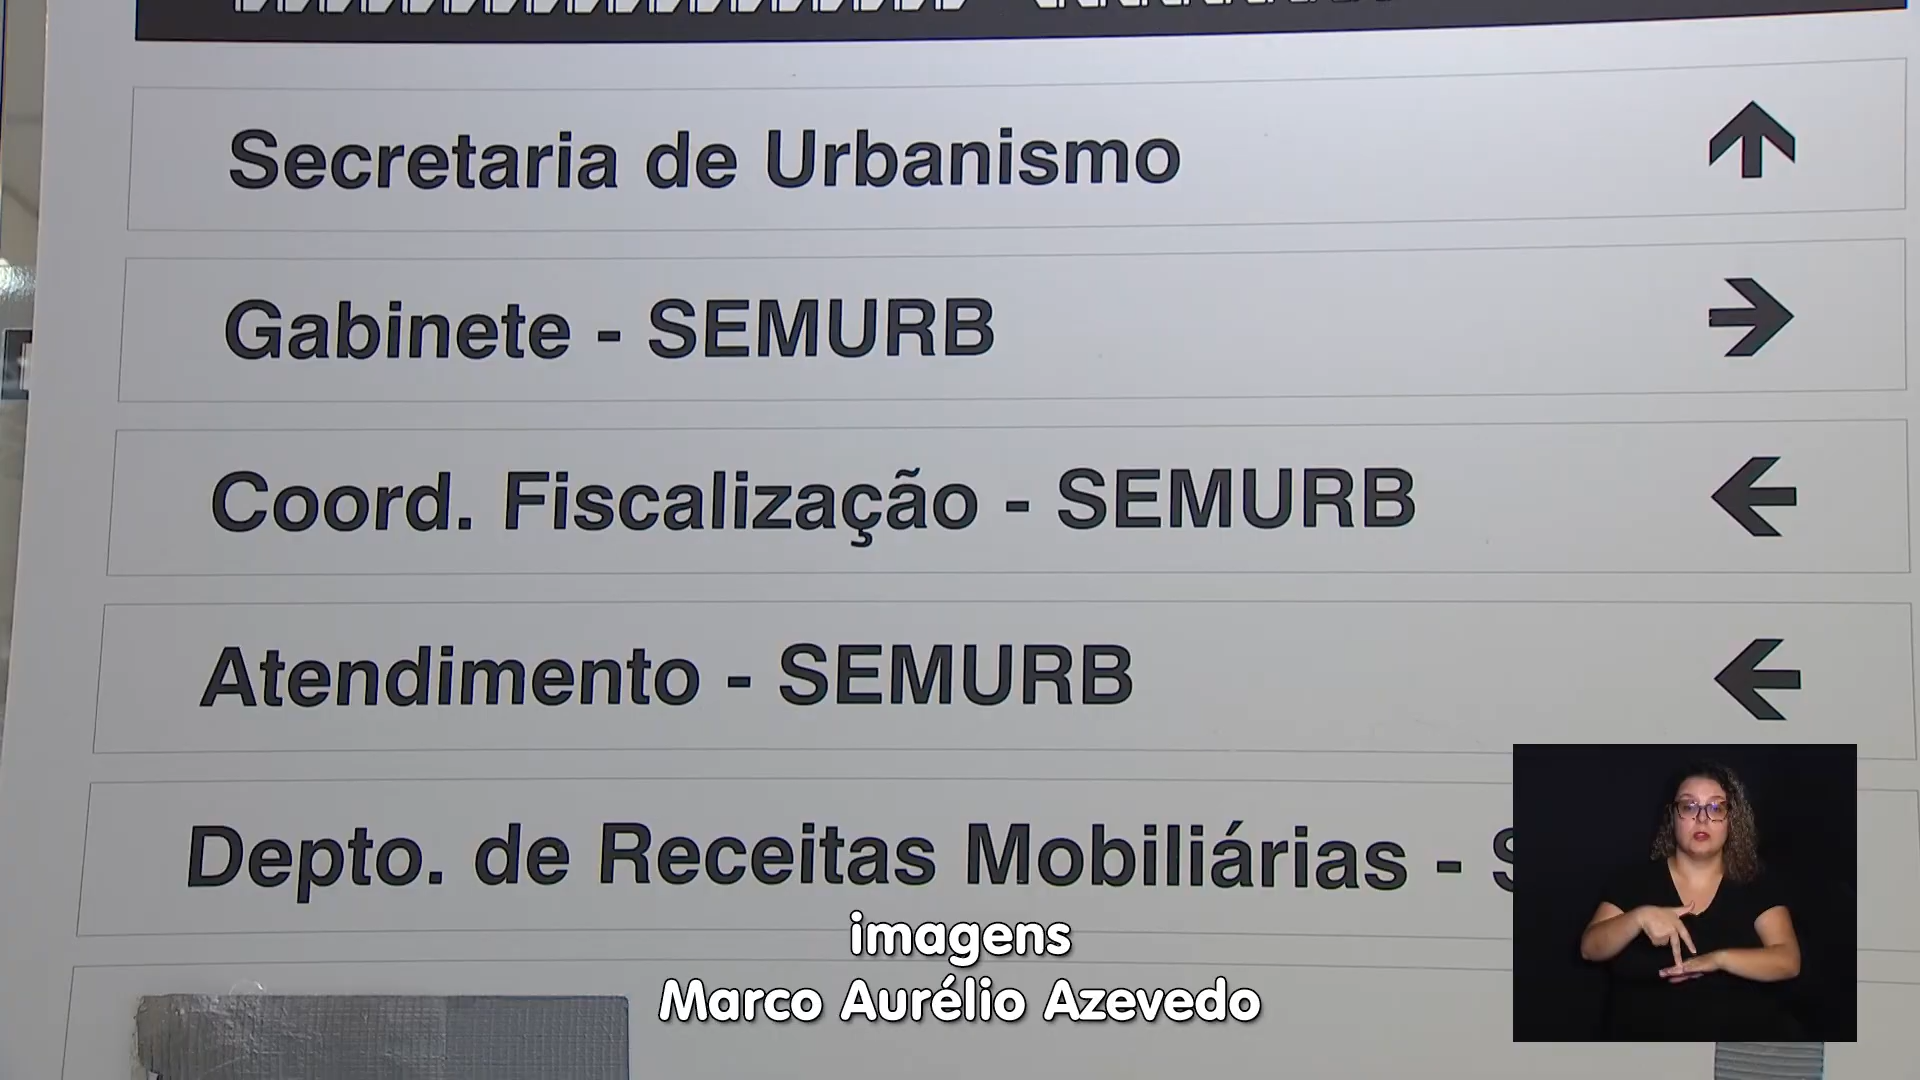 Secretaria de Urbanismo
Gabinete - SEMURB
Coord. Fiscalização - SEMURB
Atendimento - SEMURB
Depto. de Receitas Mobiliárias -
imagens
Marco Aurélio Azevedo